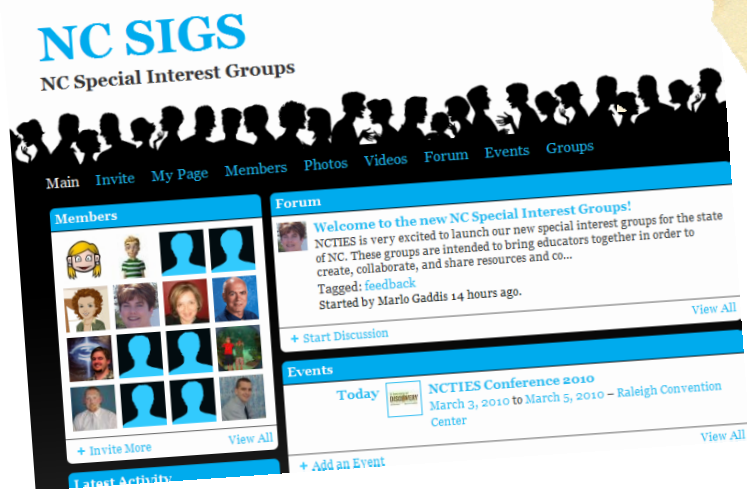 NC SIGS
NC Special Interest Groups
Main Invite My Page Members Photos Videos Forum Events Groups
Members
+ Invite More View All
Latest Activity
Forum
Welcome to the new NC Special Interest Groups!
NCTIES is very excited to launch our new special interest groups for the state
of NC. These groups are intended to bring educators together in order to
create, collaborate, and share resources and co...
Tagged: feedback
Started by Marlo Gaddis 14 hours ago.
View All
+ Start Discussion
Events
Today
DISCOVERY
NCTIES Conference 2010
March 3, 2010 to March 5, 2010 – Raleigh Convention
Center
View All
+ Add an Event